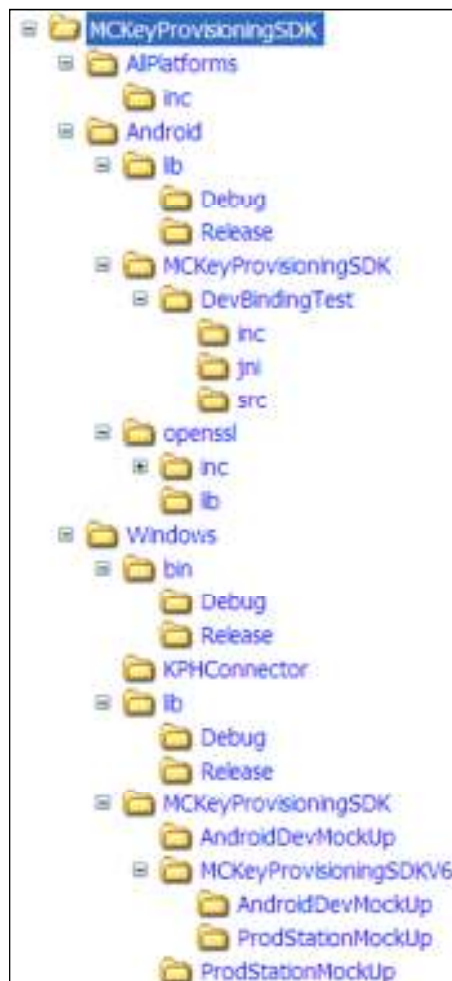 MCKeyProvisioningSDK
AllPlatforms
inc
Android
lib
Debug
Release
MCKeyProvisioningSDK
DevBindingTest
inc
jni
src
openssl
inc
lib
Windows
bin
Debug
Release
KPHConnector
lib
Debug
Release
MCKeyProvisioningSDK
AndroidDevMockUp
MCKeyProvisioningSDKV6
AndroidDevMockUp
ProdStationMockUp
ProdStationMockUp